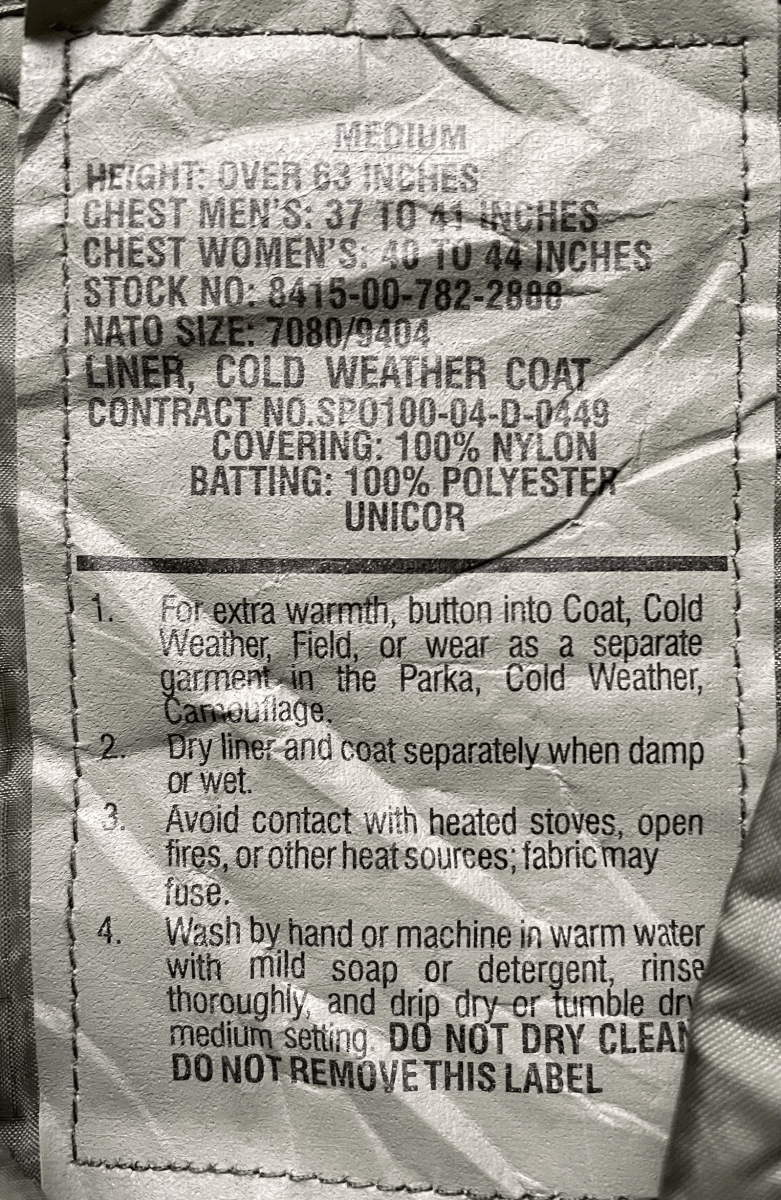 MEDIUM
HEIGHT: OVER 63 INCHES
CHEST MEN'S: 37 TO 41 INCHES
CHEST WOMEN'S: 40 TO 44 INCHES
STOCK NO: 8415-00-782-2888
NATO SIZE: 7080/9404
LINER, COLD WEATHER COAT
CONTRACT NO.SPO100-04-D-0449
COVERING: 100% NYLON
BATTING: 100% POLYESTER
UNICOR
1. For extra warmth, button into Coat, Cold
Weather, Field, or wear as a separate
garment in the Parka, Cold Weather,
Camouflage.
2. Dry liner and coat separately when damp
or wet.
3. Avoid contact with heated stoves, open
fires, or other heat sources; fabric may
fuse.
4. Wash by hand or machine in warm water
with mild soap or detergent, rinse
thoroughly, and drip dry or tumble dry
medium setting. DO NOT DRY CLEAN
DO NOT REMOVE THIS LABEL